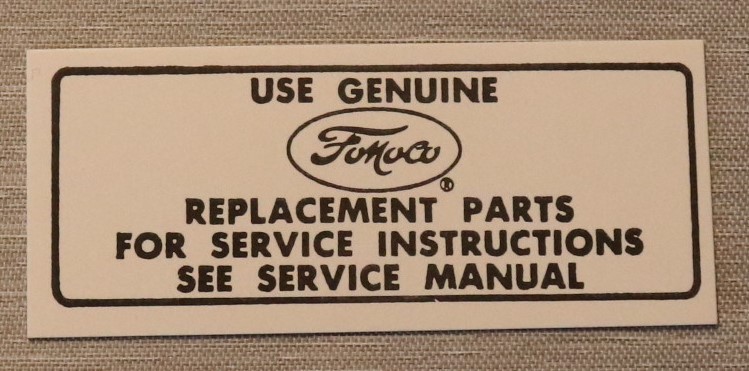 USE GENUINE
FoMoCo
®
REPLACEMENT PARTS
FOR SERVICE INSTRUCTIONS
SEE SERVICE MANUAL